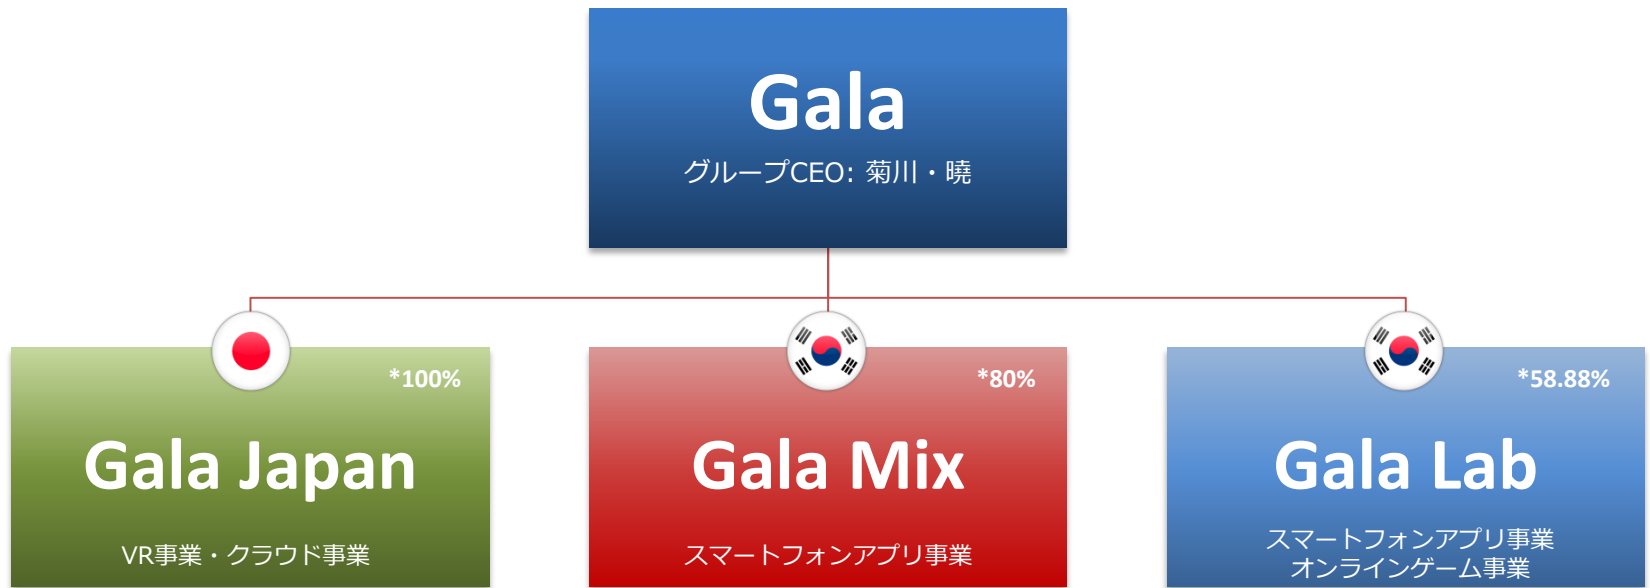 Gala
グループCEO: 菊川・曉
*100%
Gala Japan
VR事業・クラウド事業
*80%
Gala Mix
スマートフォンアプリ事業
*58.88%
Gala Lab
スマートフォンアプリ事業
オンラインゲーム事業